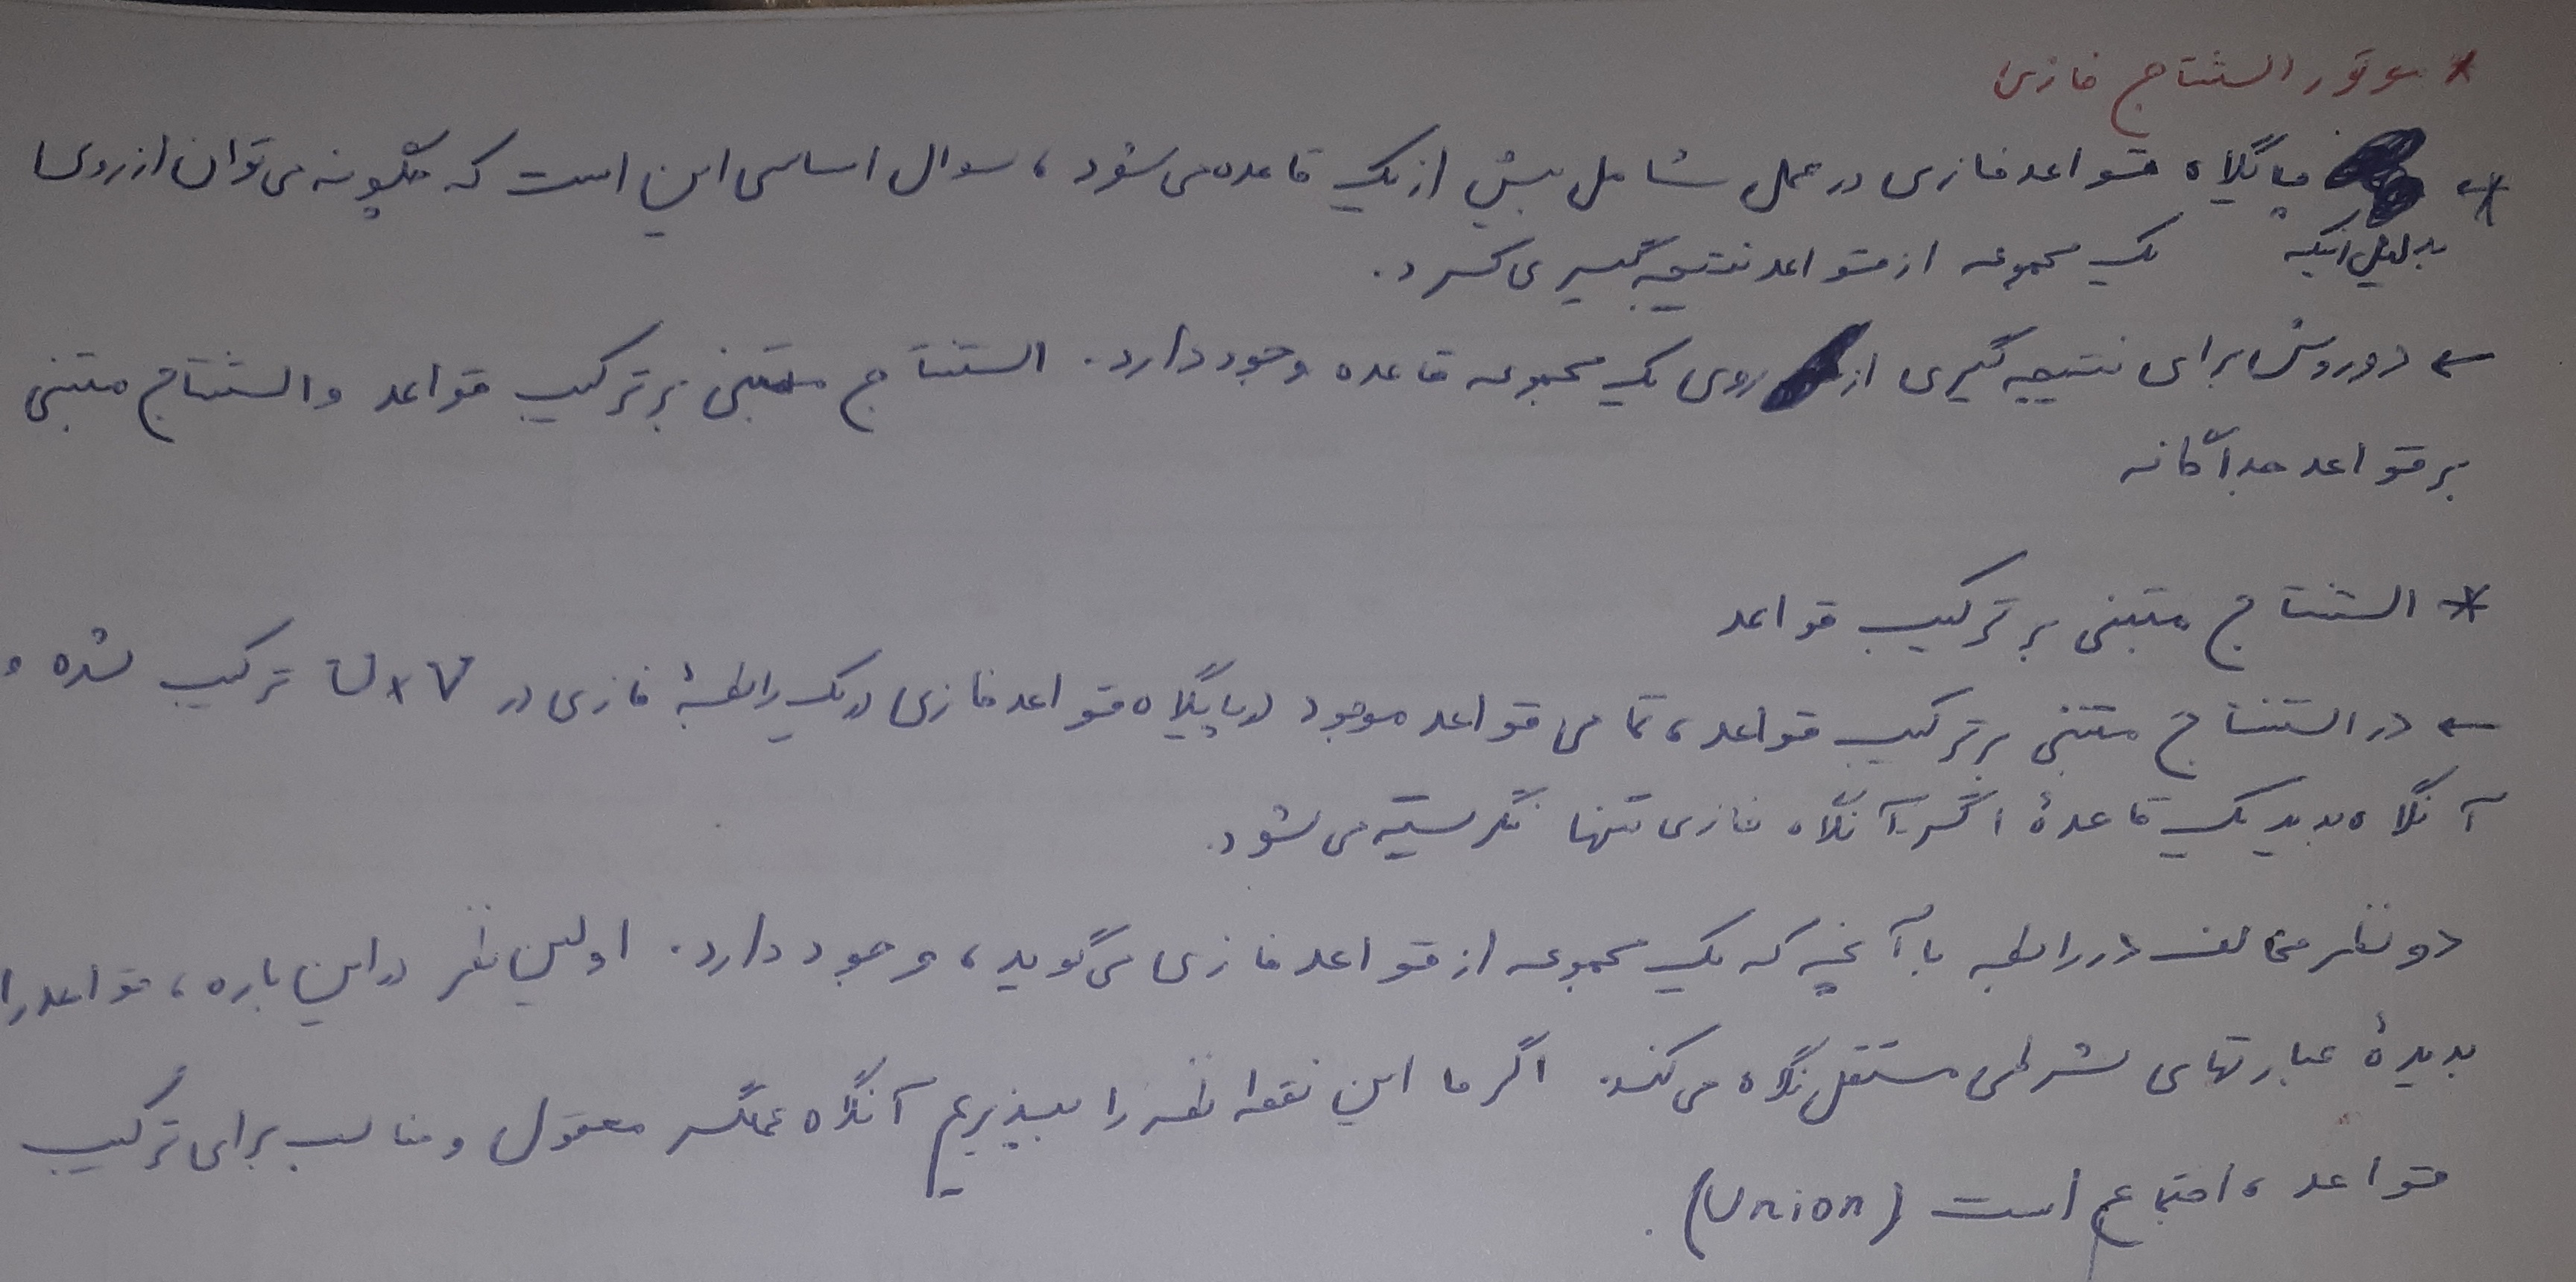 * موتور استنتاج فازی
* پایگاه قواعد فازی در عمل شامل بیش از یک قاعده می‌شود، سوال اساسی این است که چگونه می‌توان از روی
به دلیل اینکه یک مجموعه از قواعد نتیجه‌گیری کرد.
← دو روش برای نتیجه‌گیری از روی یک مجموعه قاعده وجود دارد. استنتاج مبتنی بر ترکیب قواعد و استنتاج مبتنی
بر قواعد جداگانه
* استنتاج مبتنی بر ترکیب قواعد
← در استنتاج مبتنی بر ترکیب قواعد، تمامی قواعد موجود در پایگاه قواعد فازی در یک رابطهٔ فازی در U×V ترکیب شده و
آنگاه به دید یک قاعدهٔ اگر-آنگاه فازی تنها نگریسته می‌شود.
دو نظر مخالف در رابطه با آنچه که یک مجموعه از قواعد فازی می‌گوید، وجود دارد. اولین نظر در این باره، قواعد را
به دیدهٔ عبارتهای شرطی مستقل نگاه می‌کند. اگر ما این نقطه نظر را بپذیریم آنگاه عملگر معقول و مناسب برای ترکیب
قواعد، اجتماع است (Union).